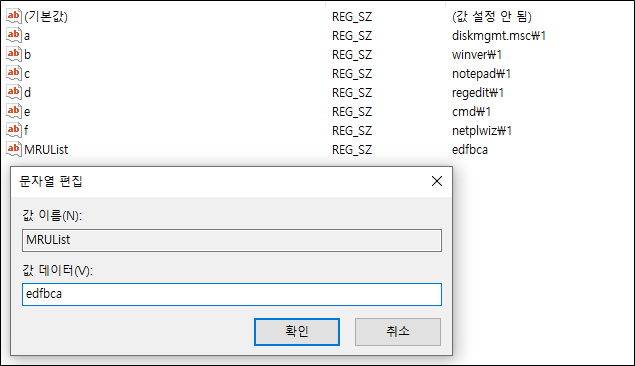 (기본값) REG_SZ (값 설정 안 됨)
a REG_SZ diskmgmt.msc₩1
b REG_SZ winver₩1
c REG_SZ notepad₩1
d REG_SZ regedit₩1
e REG_SZ cmd₩1
f REG_SZ netplwiz₩1
MRUList REG_SZ edfbca
문자열 편집
값 이름(N):
MRUList
값 데이터(V):
edfbca
확인 취소